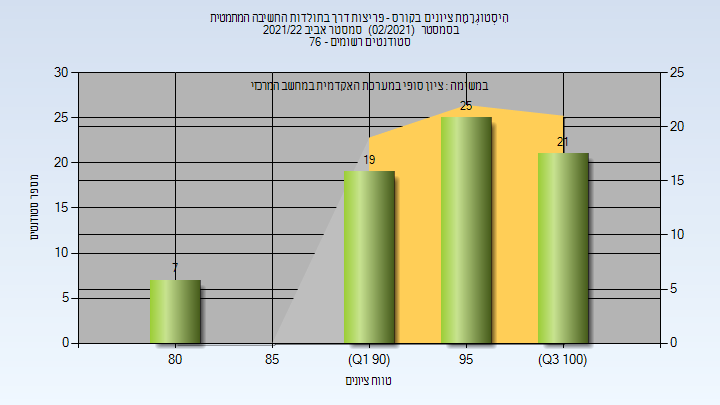 הִיסְטוֹגְרָמַת ציונים בקורס - פריצות דרך בתולדות החשיבה המתמטית
בסמסטר (02/2021) סמסטר אביב 2021/22
סטודנטים רשומים - 76
במשימה : ציון סופי במערכת האקדמית במחשב המרכזי
30
25
20
15
10
5
0
25
20
15
10
5
0
מספר סטודנטים
7
19
25
21
80
85
(Q1 90)
95
(Q3 100)
טווח ציונים